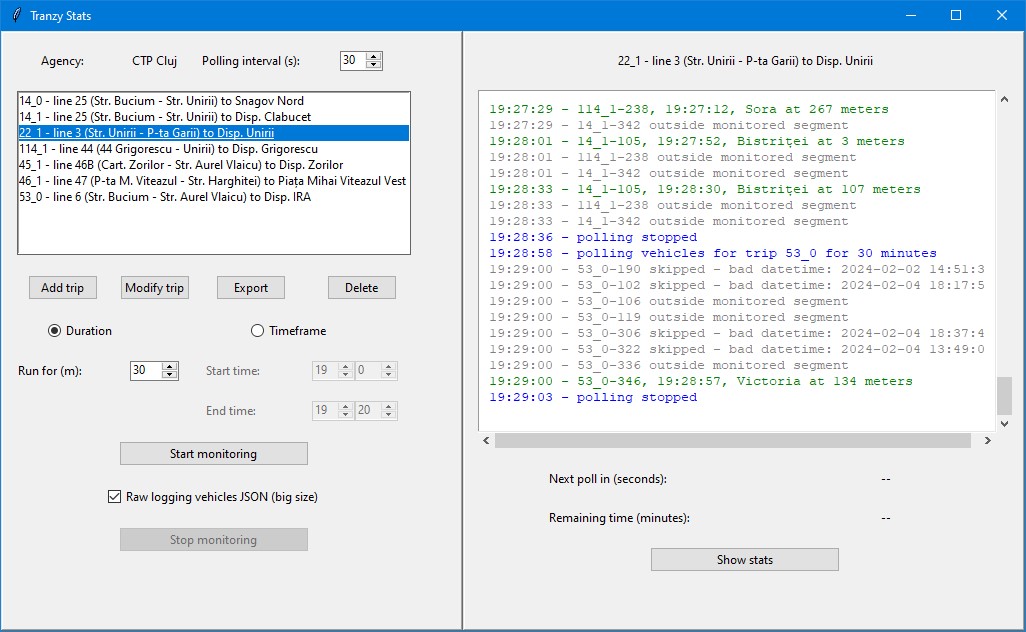 Tranzy Stats
Agency: CTP Cluj Polling interval (s): 30
14_0 - line 25 (Str. Bucium - Str. Unirii) to Snagov Nord
14_1 - line 25 (Str. Bucium - Str. Unirii) to Disp. Clabucet
22_1 - line 3 (Str. Unirii - P-ta Garii) to Disp. Unirii
114_1 - line 44 (44 Grigorescu - Unirii) to Disp. Grigorescu
45_1 - line 46B (Cart. Zorilor - Str. Aurel Vlaicu) to Disp. Zorilor
46_1 - line 47 (P-ta M. Viteazul - Str. Harghitei) to Piața Mihai Viteazul Vest
53_0 - line 6 (Str. Bucium - Str. Aurel Vlaicu) to Disp. IRA
Add trip Modify trip Export Delete
Duration Timeframe
Run for (m): 30 Start time: 19 0
End time: 19 20
Start monitoring
Raw logging vehicles JSON (big size)
Stop monitoring
22_1 - line 3 (Str. Unirii - P-ta Garii) to Disp. Unirii
19:27:29 - 114_1-238, 19:27:12, Sora at 267 meters
19:27:29 - 14_1-342 outside monitored segment
19:28:01 - 14_1-105, 19:27:52, Bistriței at 3 meters
19:28:01 - 114_1-238 outside monitored segment
19:28:01 - 14_1-342 outside monitored segment
19:28:33 - 14_1-105, 19:28:30, Bistriței at 107 meters
19:28:33 - 114_1-238 outside monitored segment
19:28:33 - 14_1-342 outside monitored segment
19:28:36 - polling stopped
19:28:58 - polling vehicles for trip 53_0 for 30 minutes
19:29:00 - 53_0-190 skipped - bad datetime: 2024-02-02 14:51:3
19:29:00 - 53_0-102 skipped - bad datetime: 2024-02-04 18:17:5
19:29:00 - 53_0-106 outside monitored segment
19:29:00 - 53_0-119 outside monitored segment
19:29:00 - 53_0-306 skipped - bad datetime: 2024-02-04 18:37:4
19:29:00 - 53_0-322 skipped - bad datetime: 2024-02-04 13:49:0
19:29:00 - 53_0-336 outside monitored segment
19:29:00 - 53_0-346, 19:28:57, Victoria at 134 meters
19:29:03 - polling stopped
Next poll in (seconds): --
Remaining time (minutes): --
Show stats